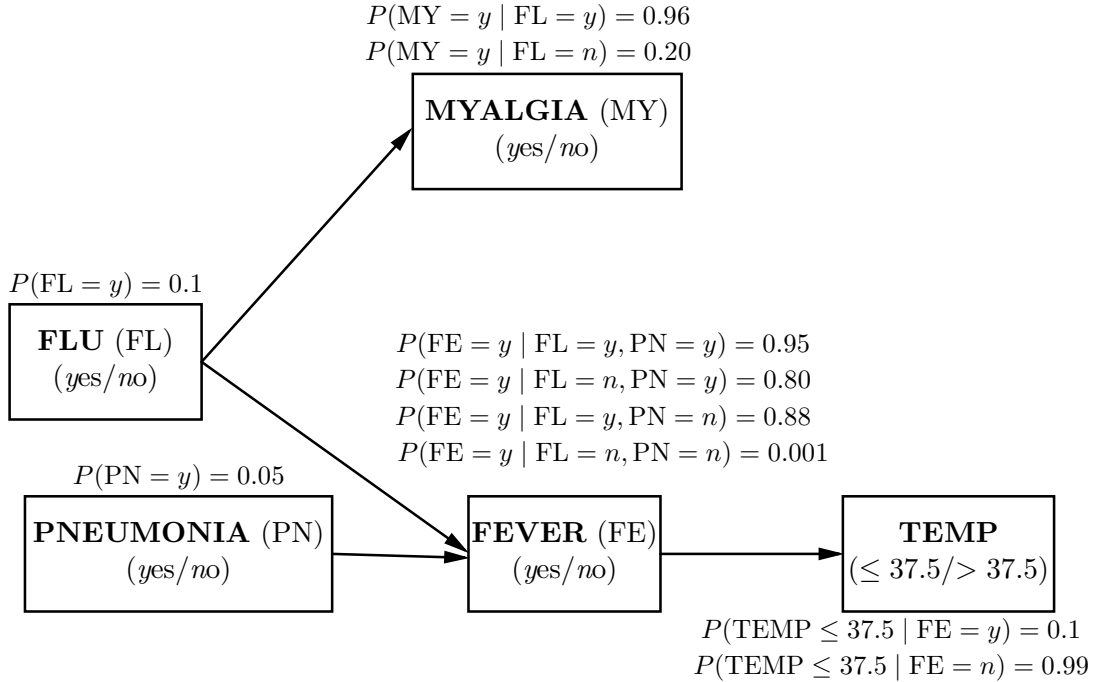 P(MY = y | FL = y) = 0.96
P(MY = y | FL = n) = 0.20
MYALGIA (MY)
(yes/no)
P(FL = y) = 0.1
FLU (FL)
(yes/no)
P(FE = y | FL = y, PN = y) = 0.95
P(FE = y | FL = n, PN = y) = 0.80
P(FE = y | FL = y, PN = n) = 0.88
P(FE = y | FL = n, PN = n) = 0.001
P(PN = y) = 0.05
PNEUMONIA (PN)
(yes/no)
FEVER (FE)
(yes/no)
TEMP
(≤ 37.5/> 37.5)
P(TEMP ≤ 37.5 | FE = y) = 0.1
P(TEMP ≤ 37.5 | FE = n) = 0.99